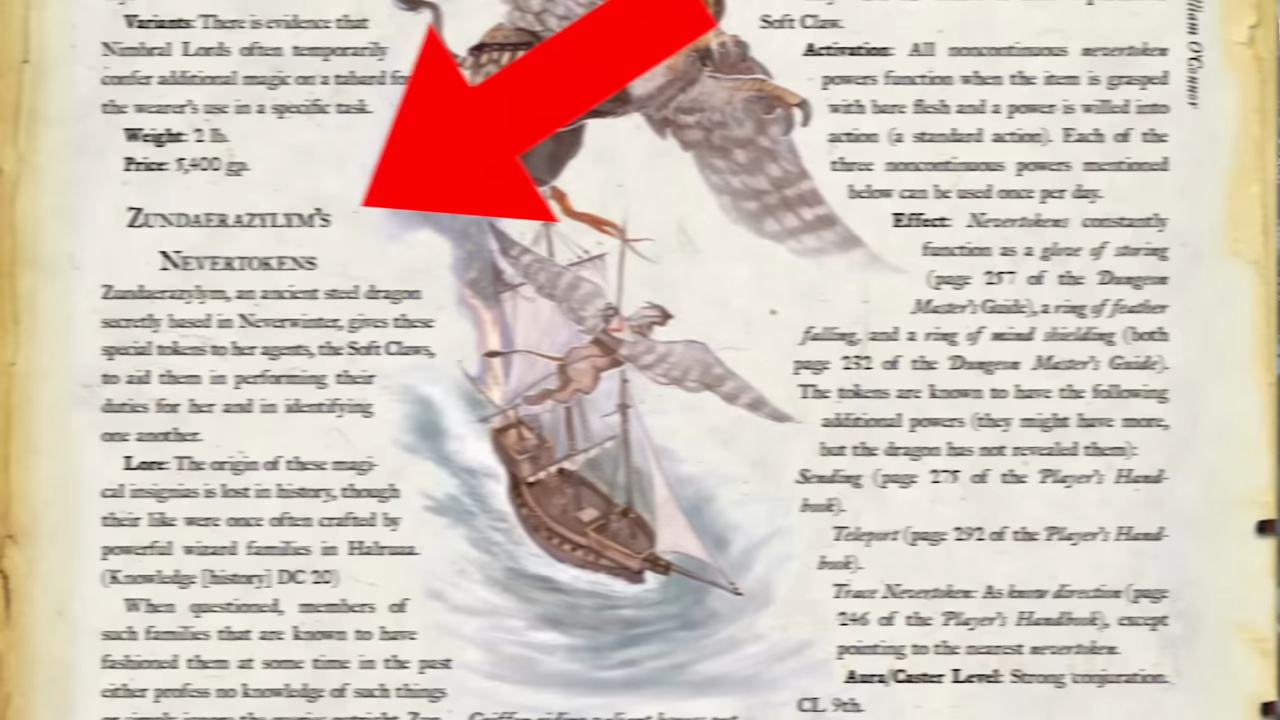 Variants: There is evidence that
Nimbral Lords often temporarily
confer additional magic on a tabard
the wearer's use in a specific task.
Weight: 2 lb.
Price: 5,400 gp.
ZUNDAERAZYLYM'S
NEVERTOKENS
Zundaerazylym, an ancient steel dragon
secretly based in Neverwinter, gives these
special tokens to her agents, the Soft Claws,
to aid them in performing their
duties for her and in identifying
one another.
Lore: The origin of these magi-
cal insignias is lost in history, though
their like were once often crafted by
powerful wizard families in Halruaa.
(Knowledge [history] DC 20)
When questioned, members of
such families that are known to have
fashioned them at some time in the past
either profess no knowledge of such things
Soft Claw.
Activation: All noncontinuous nevertoken
powers function when the item is grasped
with bare flesh and a power is willed into
action (a standard action). Each of the
three noncontinuous powers mentioned
below can be used once per day.
Effect: Nevertokens constantly
function as a glove of storing
(page 257 of the Dungeon
Master's Guide), a ring of feather
falling, and a ring of mind shielding (both
page 232 of the Dungeon Master's Guide).
The tokens are known to have the following
additional powers (they might have more,
but the dragon has not revealed them):
Sending (page 275 of the Player's Hand-
book).
Teleport (page 292 of the Player's Hand-
book).
Trace Nevertoken: As know direction (page
246 of the Player's Handbook), except
pointing to the nearest nevertoken.
Aura/Caster Level: Strong conjuration.
CL 9th.
lliam O'Connor